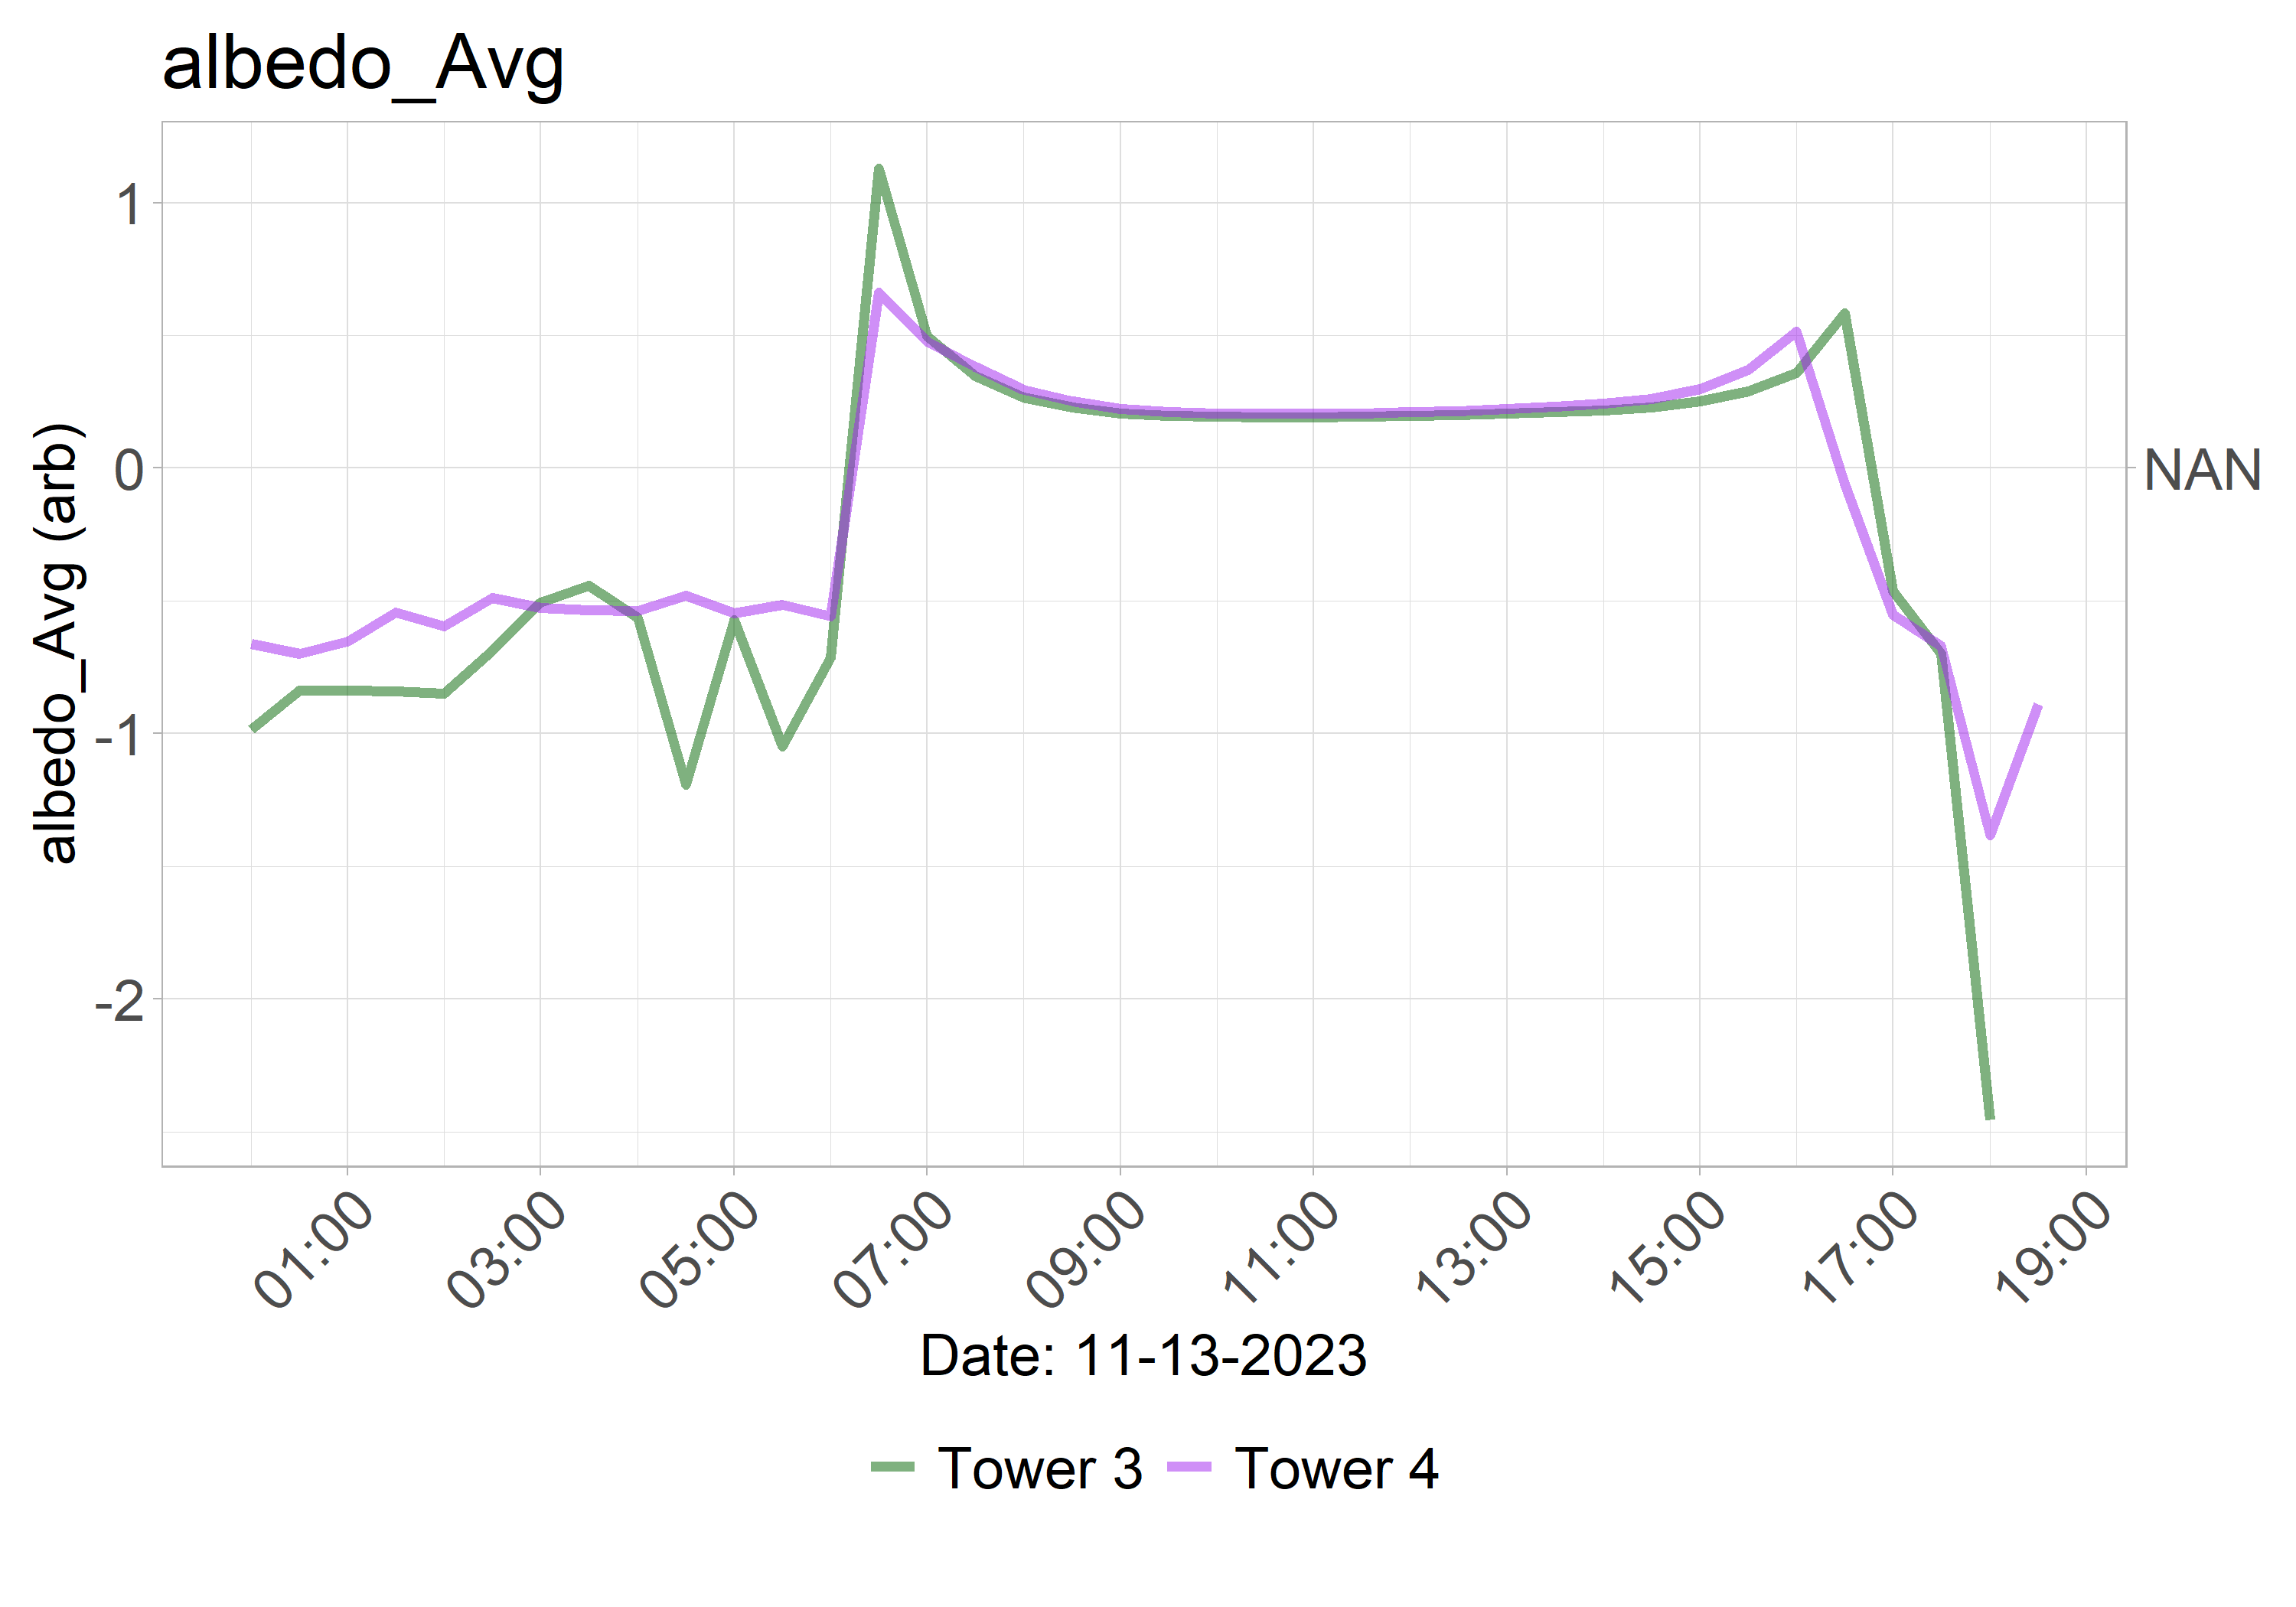 albedo_Avg
albedo_Avg (arb)
1
0
-1
-2
NAN
01:00 03:00 05:00 07:00 09:00 11:00 13:00 15:00 17:00 19:00
Date: 11-13-2023
Tower 3 Tower 4